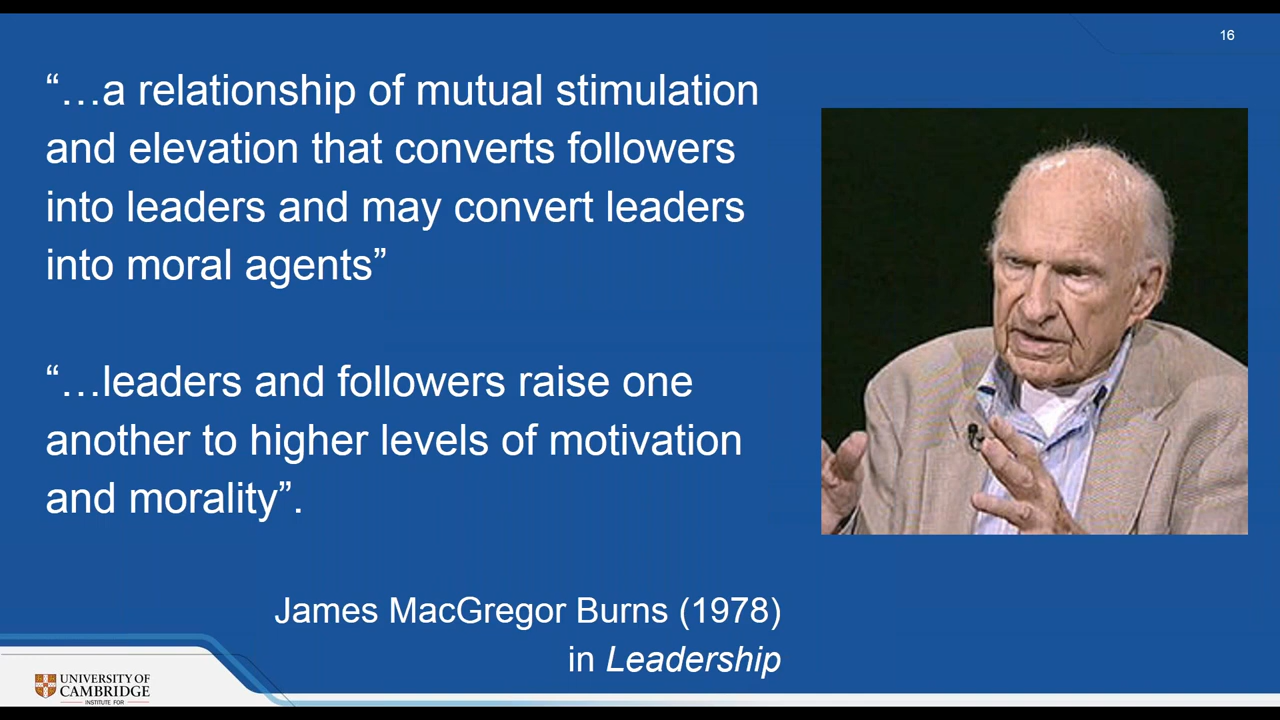 16
“…a relationship of mutual stimulation
and elevation that converts followers
into leaders and may convert leaders
into moral agents”
“…leaders and followers raise one
another to higher levels of motivation
and morality”.
James MacGregor Burns (1978)
in Leadership
UNIVERSITY OF
CAMBRIDGE
INSTITUTE FOR